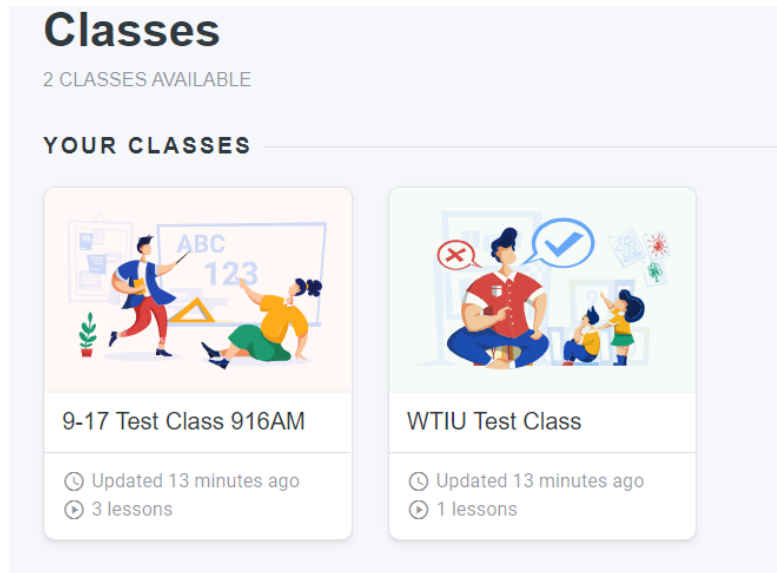 Classes
2 CLASSES AVAILABLE
YOUR CLASSES
ABC
123
9-17 Test Class 916AM
Updated 13 minutes ago
3 lessons
WTIU Test Class
Updated 13 minutes ago
1 lessons